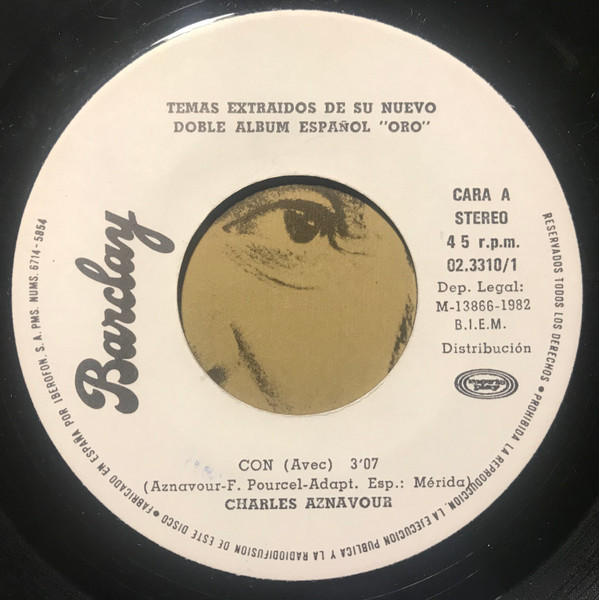 TEMAS EXTRAIDOS DE SU NUEVO
DOBLE ALBUM ESPAÑOL "ORO"
Barclay
CARA A
STEREO
45 r.p.m.
02.3310/1
Dep. Legal:
M-13866-1982
B.I.E.M.
Distribución
movieplay
CON (Avec) 3'07
(Aznavour-F. Pourcel-Adapt. Esp.: Mérida)
CHARLES AZNAVOUR
RESERVADOS TODOS LOS DERECHOS • PROHIBIDA LA REPRODUCCION, LA EJECUCION PUBLICA Y LA RADIODIFUSION DE ESTE DISCO • FABRICADO EN ESPAÑA POR IBEROFON, S.A. PMS. NUMS. 6714-5854